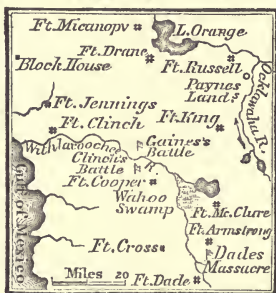 Ft. Micanopy
L. Orange
Ft. Drane
Block House
Ft. Russell
Paynes
Land?
Ocklawaha R.
Ft. Jennings
Ft. Clinch
Ft. King
Withlacoochee
R.
Gaines's
Battle
Clinch's
Battle
Ft. Cooper
Wahoo
Swamp
Gulf of Mexico
Ft. Mc.Clure
Ft. Armstrong
Ft. Cross
Dades
Massacre
Miles 20
Ft. Dade